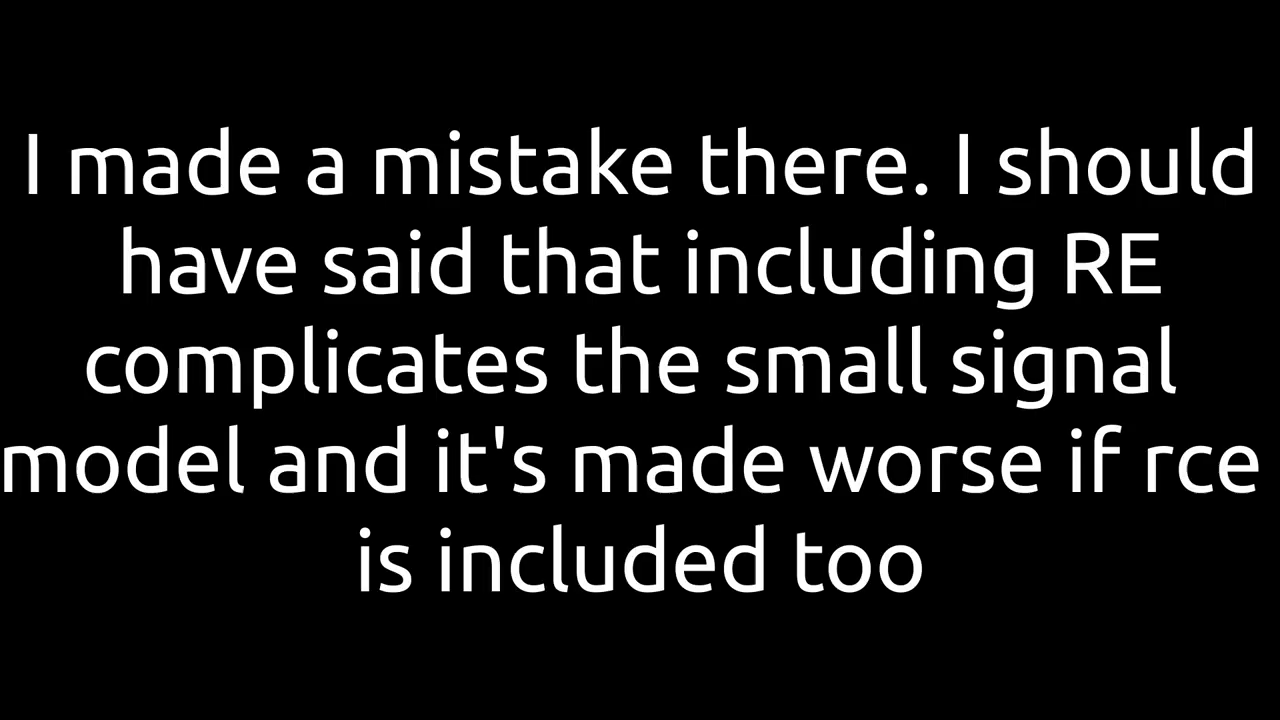 I made a mistake there. I should
have said that including RE
complicates the small signal
model and it's made worse if rce
is included too